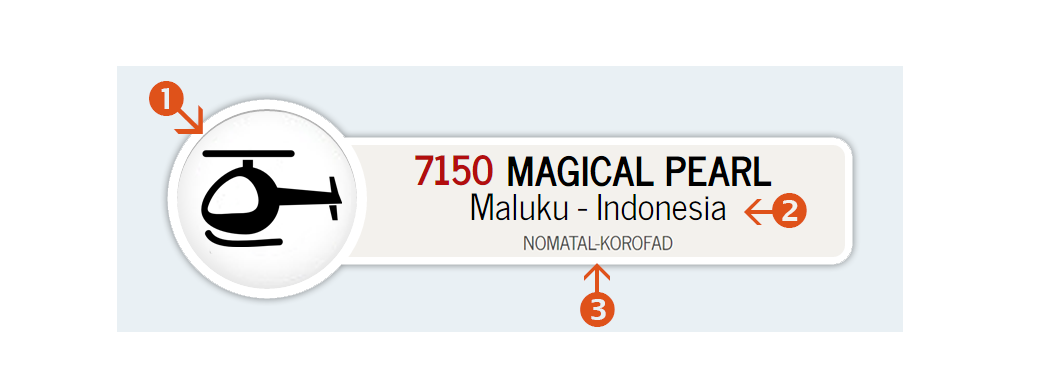 1
7150 MAGICAL PEARL
Maluku - Indonesia
2
NOMATAL-KOROFAD
3